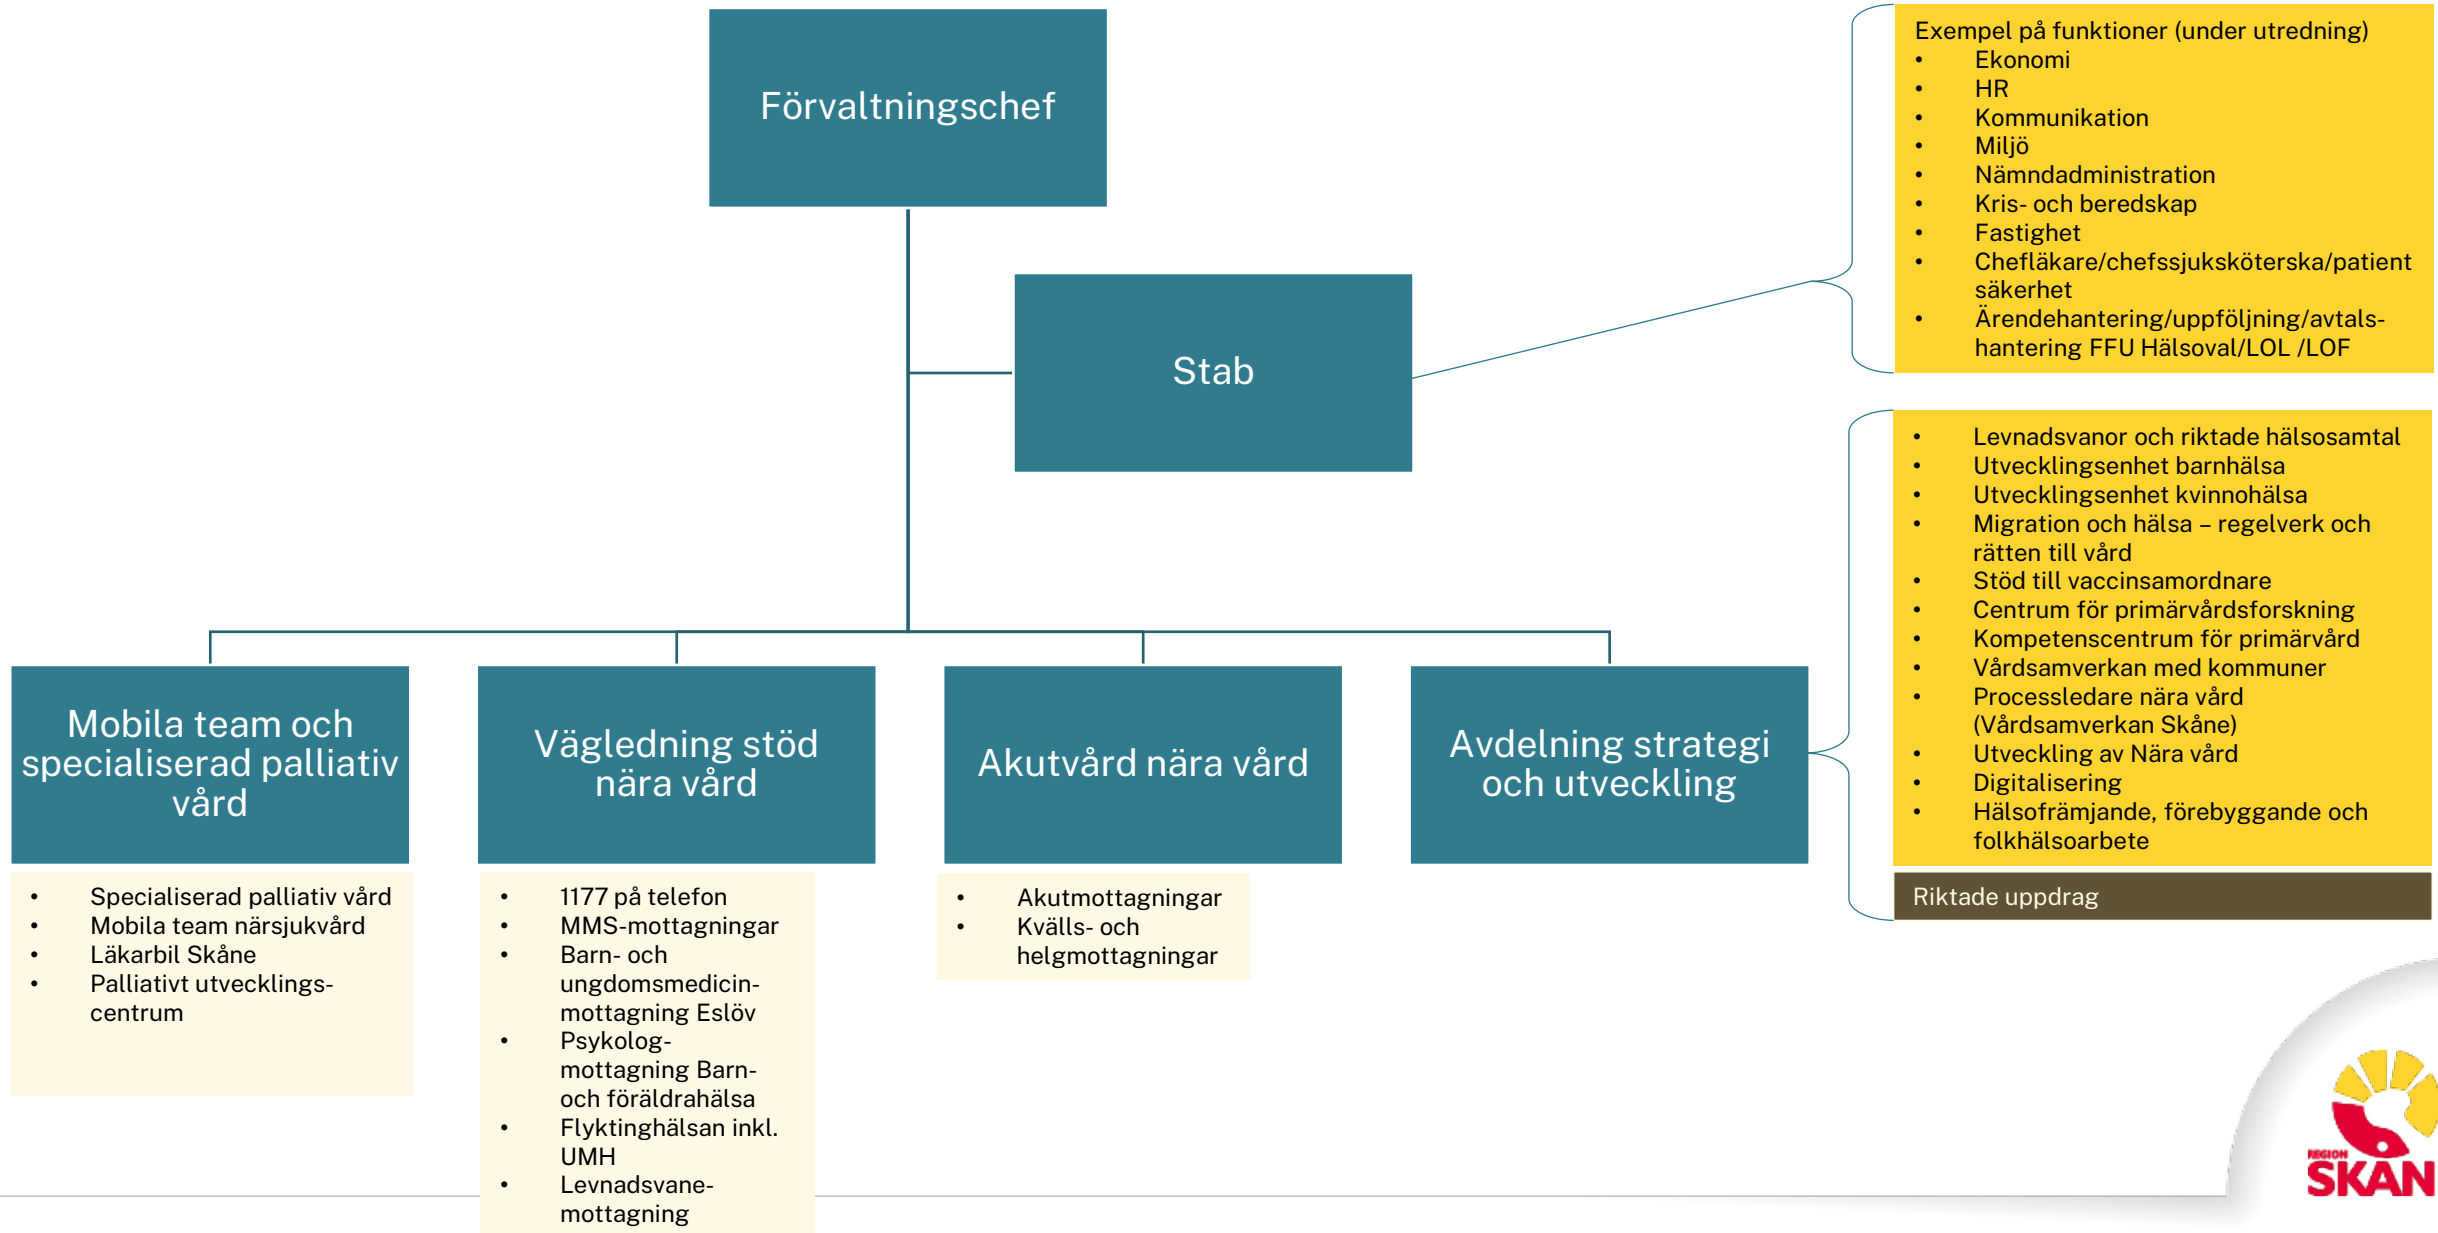 Förvaltningschef
Exempel på funktioner (under utredning)
• Ekonomi
• HR
• Kommunikation
• Miljö
• Nämndadministration
• Kris- och beredskap
• Fastighet
• Chefläkare/chefssjuksköterska/patient
säkerhet
• Ärendehantering/uppföljning/avtals-
hantering FFU Hälsoval/LOL /LOF
Stab
• Levnadsvanor och riktade hälsosamtal
• Utvecklingsenhet barnhälsa
• Utvecklingsenhet kvinnohälsa
• Migration och hälsa – regelverk och
rätten till vård
• Stöd till vaccinsamordnare
• Centrum för primärvårdsforskning
• Kompetenscentrum för primärvård
• Vårdsamverkan med kommuner
• Processledare nära vård
(Vårdsamverkan Skåne)
• Utveckling av Nära vård
• Digitalisering
• Hälsofrämjande, förebyggande och
folkhälsoarbete
Riktade uppdrag
Mobila team och
specialiserad palliativ
vård
• Specialiserad palliativ vård
• Mobila team närsjukvård
• Läkarbil Skåne
• Palliativt utvecklings-
centrum
Vägledning stöd
nära vård
• 1177 på telefon
• MMS-mottagningar
• Barn- och
ungdomsmedicin-
mottagning Eslöv
• Psykolog-
mottagning Barn-
och föräldrahälsa
• Flyktinghälsan inkl.
UMH
• Levnadsvane-
mottagning
Akutvård nära vård
• Akutmottagningar
• Kvälls- och
helgmottagningar
Avdelning strategi
och utveckling
REGION
SKÅN